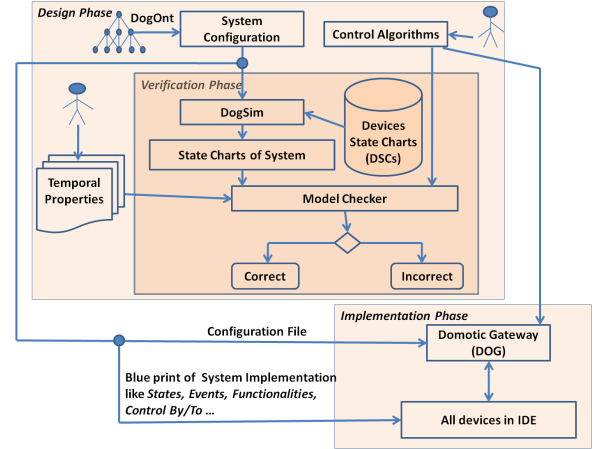 Design Phase
DogOnt
System
Configuration
Control Algorithms
Verification Phase
DogSim
Devices
State Charts
(DSCs)
State Charts of System
Temporal
Properties
Model Checker
Correct
Incorrect
Implementation Phase
Configuration File
Domotic Gateway
(DOG)
Blue print of System Implementation
like States, Events, Functionalities,
Control By/To ...
All devices in IDE